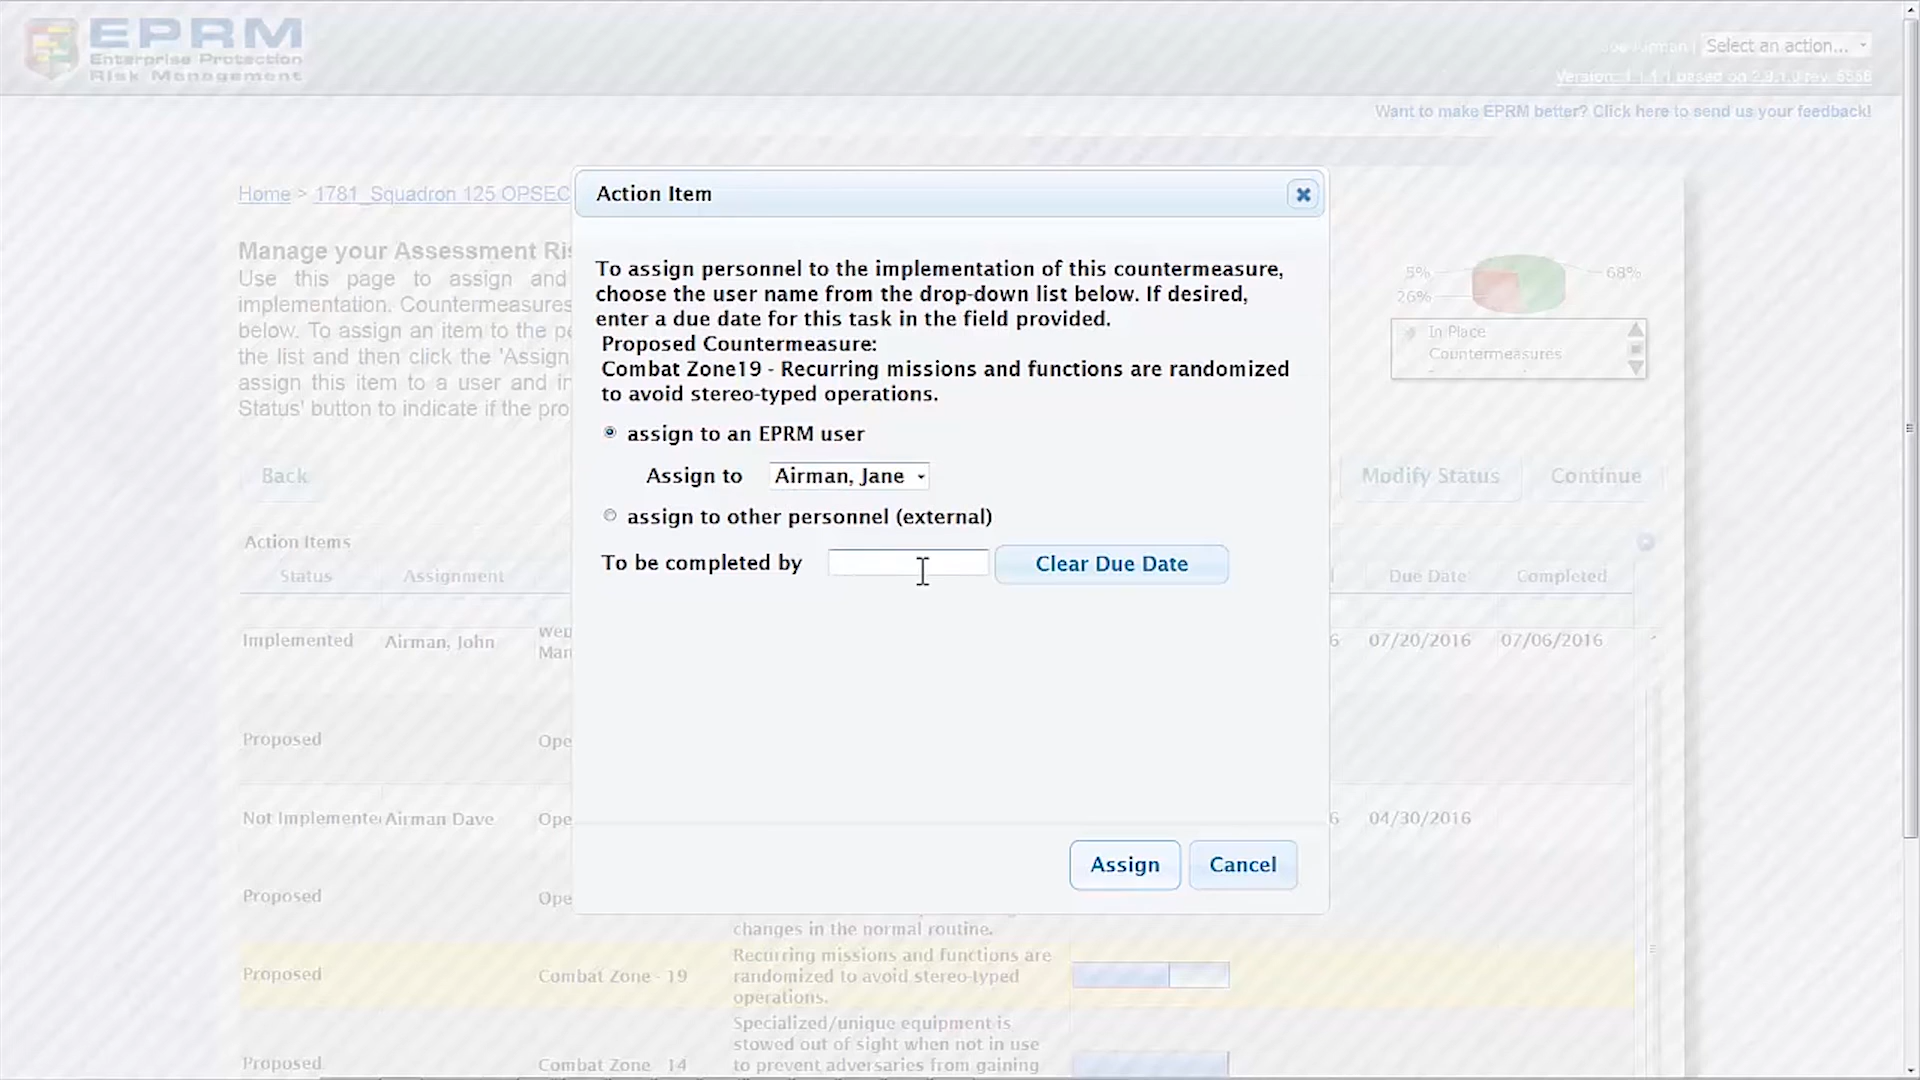 EPRM
Enterprise Protection
Risk Management
Select an action...
Want to make EPRM better? Click here to send us your feedback!
Home > 1781_Squadron 125 OPSEC
Action Item
Manage your Assessment
Use this page to assign and
implementation. Countermeasures
below. To assign an item to the
the list and then click the 'Assign
assign this item to a user and
Status' button to indicate if the
To assign personnel to the implementation of this countermeasure,
choose the user name from the drop-down list below. If desired,
enter a due date for this task in the field provided.
Proposed Countermeasure:
Combat Zone19 - Recurring missions and functions are randomized
to avoid stereo-typed operations.
5% 68%
26%
In Place
Countermeasures
assign to an EPRM user
Assign to Airman, Jane
assign to other personnel (external)
To be completed by Clear Due Date
Back Modify Status Continue
Action Items
Status Assignment Due Date Completed
Implemented Airman, John 07/20/2016 07/06/2016
Proposed
Not Implemente Airman Dave 04/30/2016
Assign Cancel
Proposed
changes in the normal routine.
Proposed Combat Zone - 19 Recurring missions and functions are
randomized to avoid stereo-typed
operations.
Proposed Combat Zone - 14 Specialized/unique equipment is
stowed out of sight when not in use
to prevent adversaries from gaining